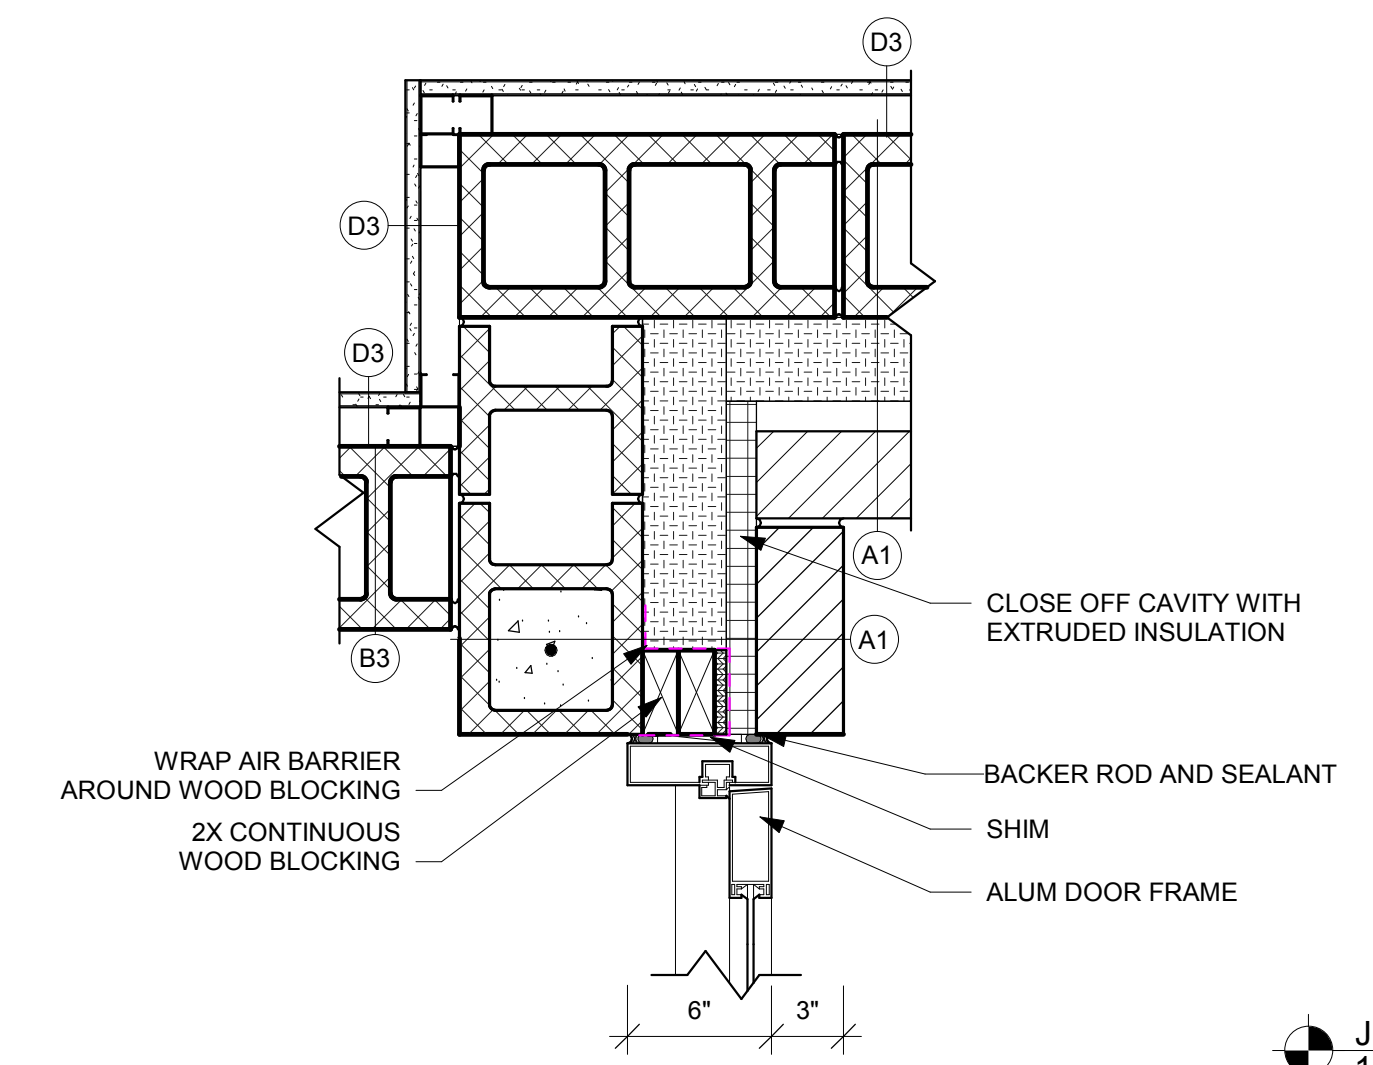 D3
D3
D3
A1
CLOSE OFF CAVITY WITH
EXTRUDED INSULATION
A1
B3
WRAP AIR BARRIER
AROUND WOOD BLOCKING
BACKER ROD AND SEALANT
2X CONTINUOUS
WOOD BLOCKING
SHIM
ALUM DOOR FRAME
6" 3"
J
1